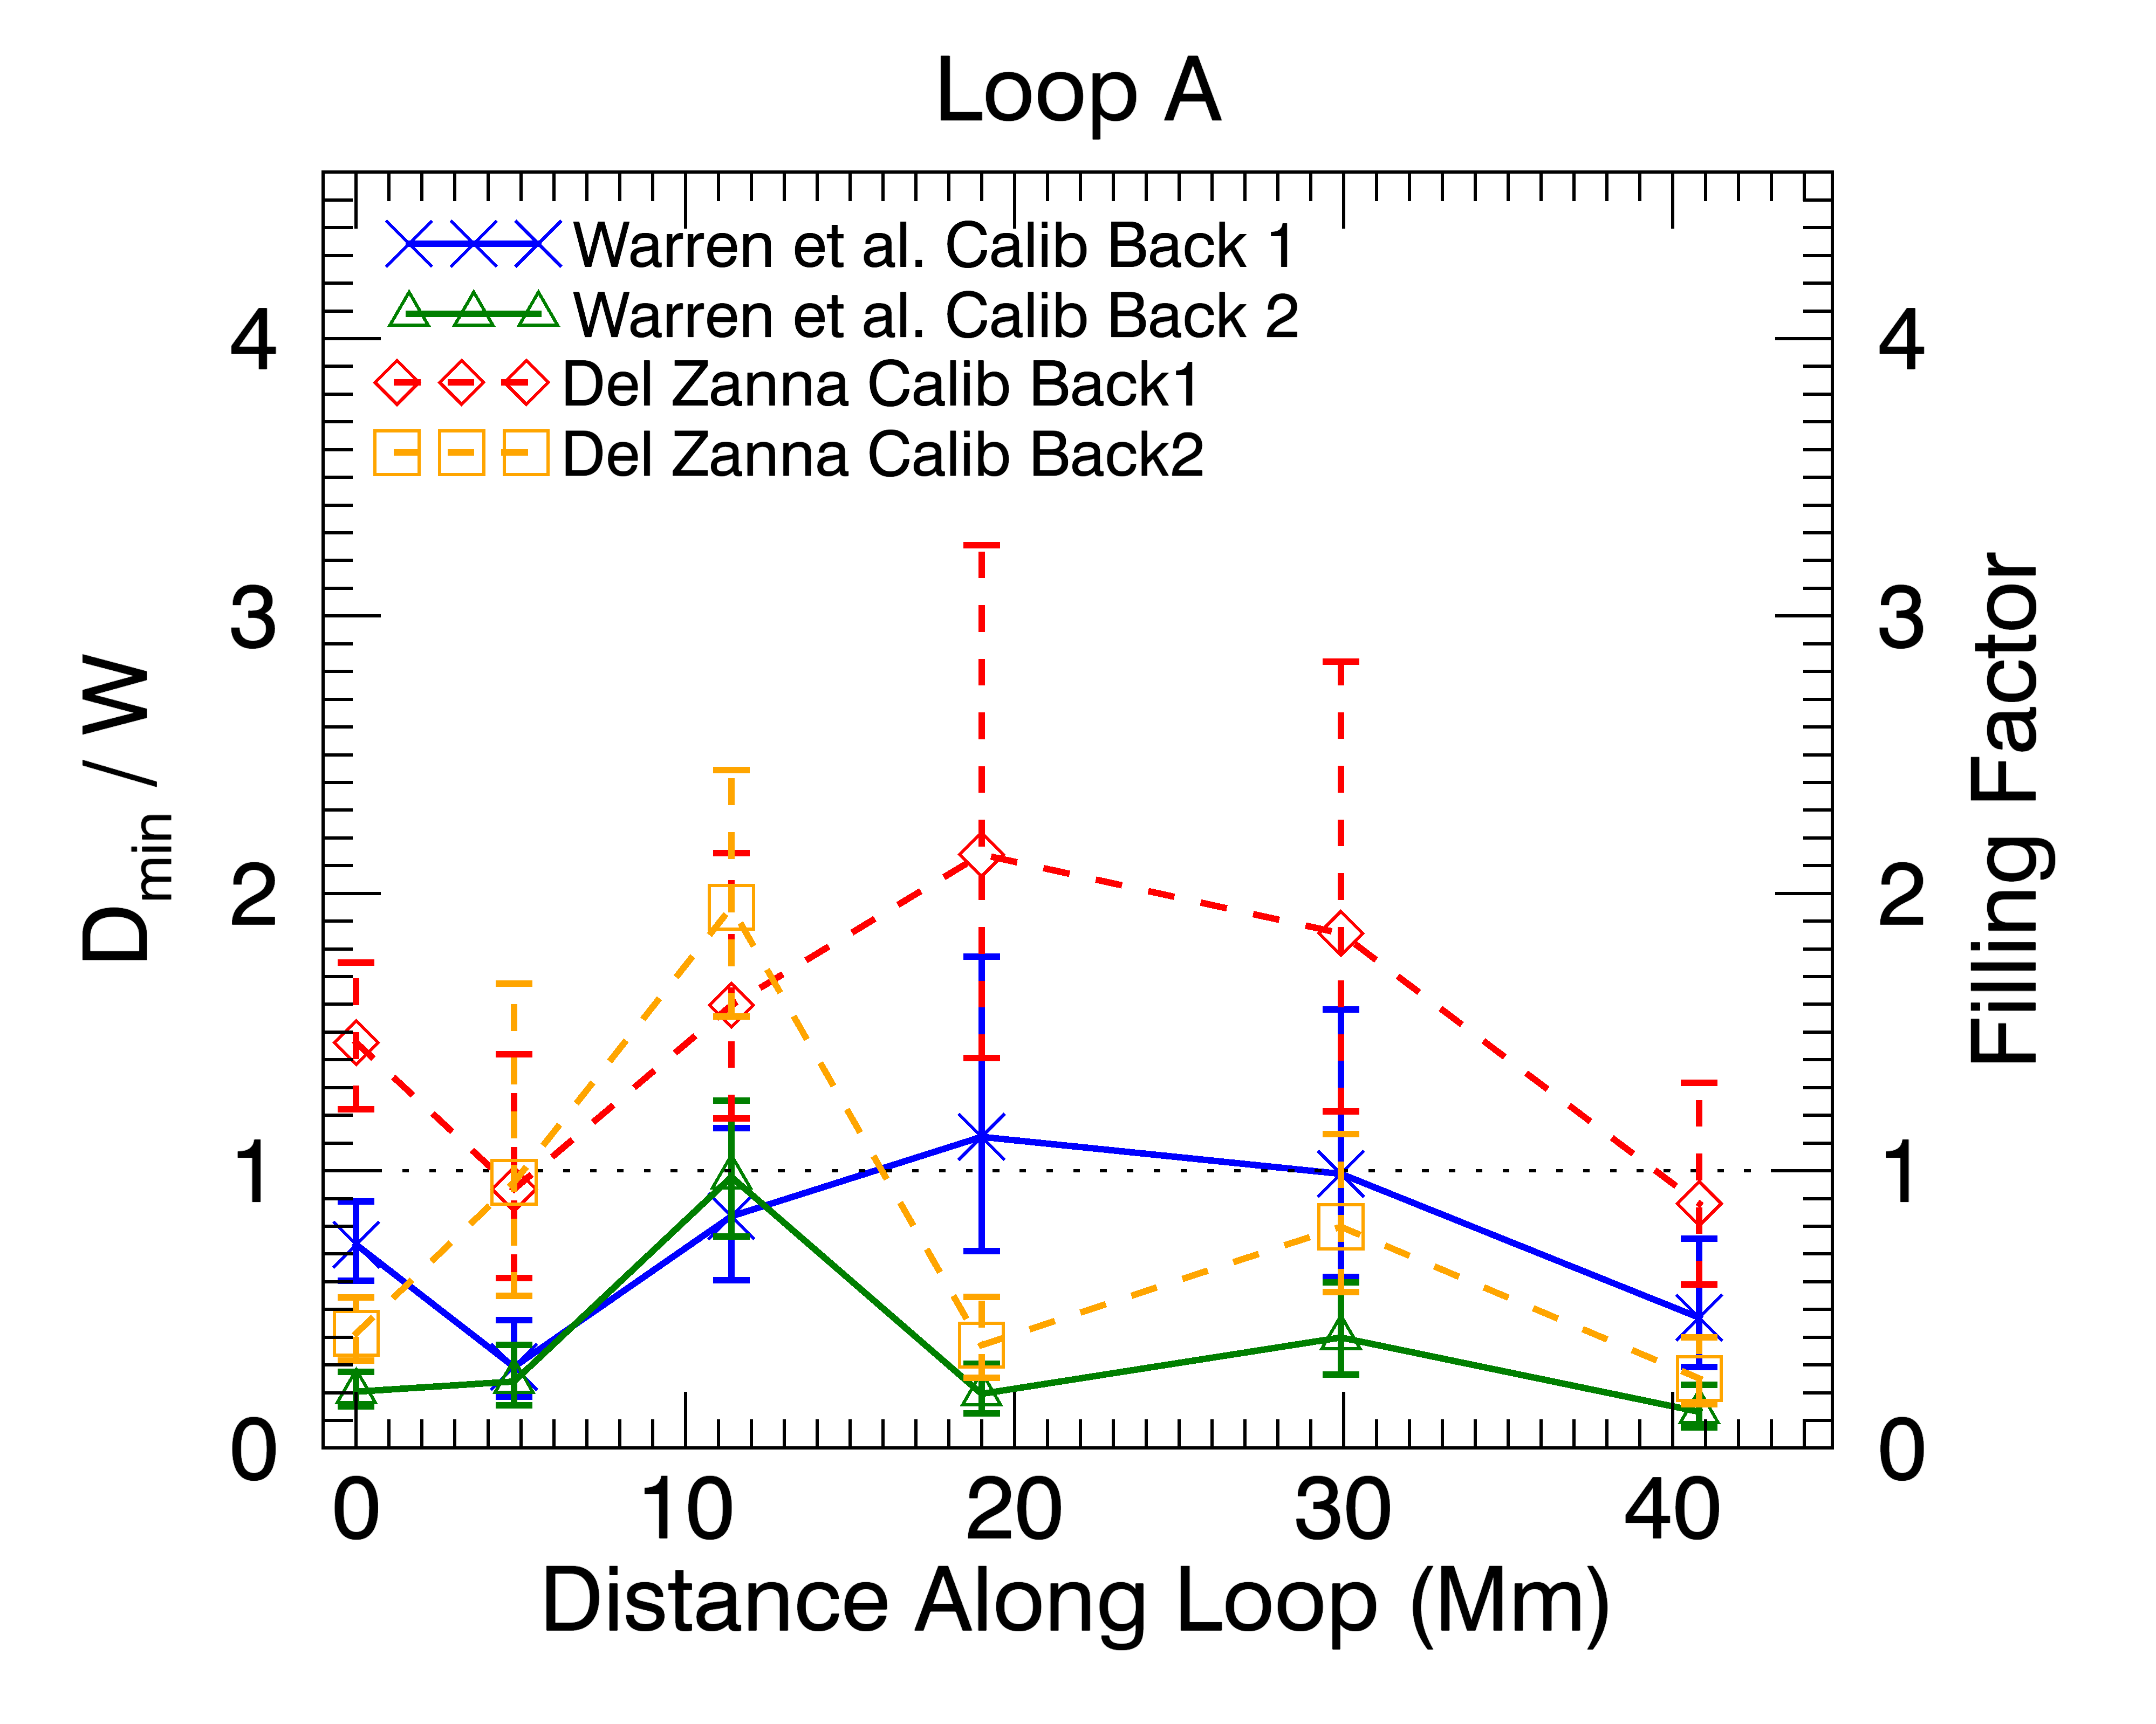 Loop A
Warren et al. Calib Back 1
Warren et al. Calib Back 2
Del Zanna Calib Back1
Del Zanna Calib Back2
4
3
2
1
0
D_min / W
4
3
2
1
0
Filling Factor
0 10 20 30 40
Distance Along Loop (Mm)